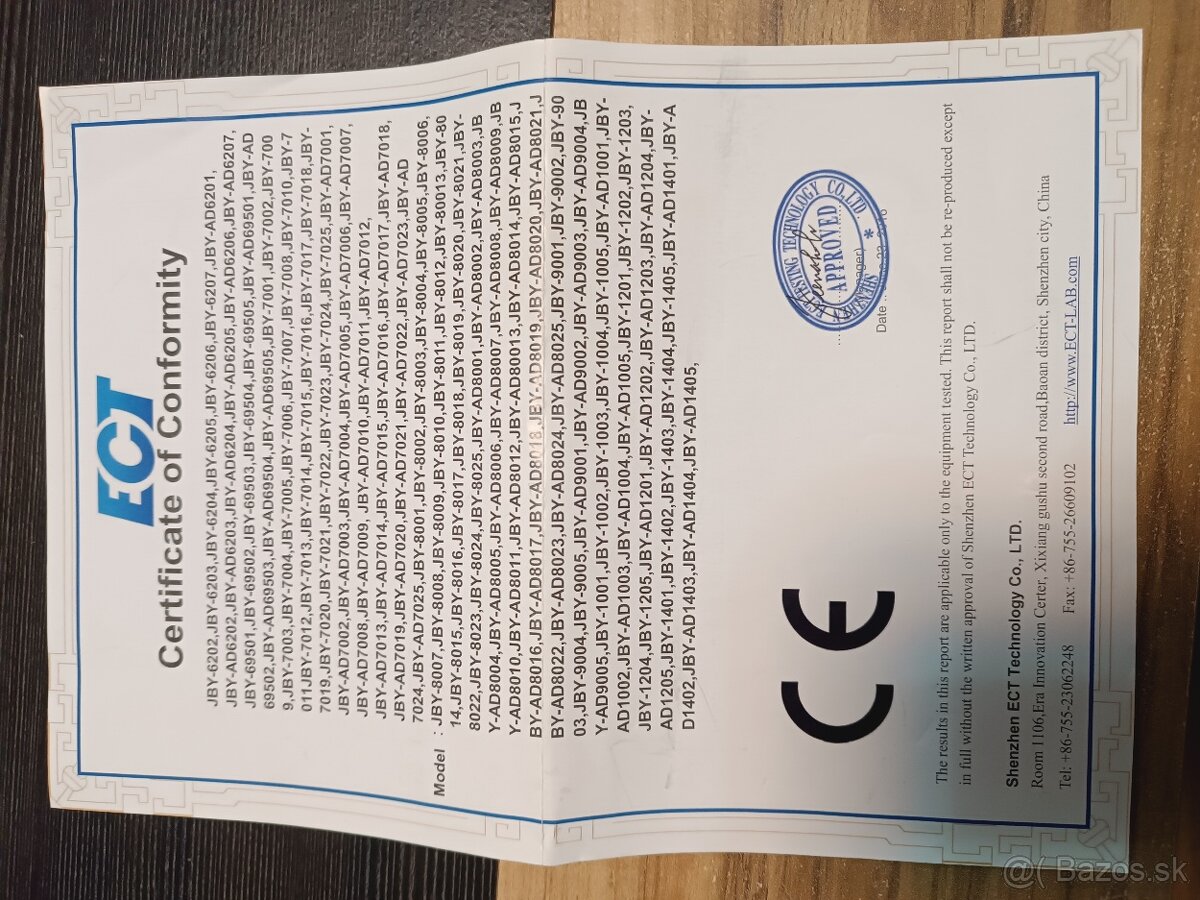 ECT
Certificate of Conformity
JBY-6202,JBY-6203,JBY-6204,JBY-6205,JBY-6206,JBY-6207,JBY-AD6201,
JBY-AD6202,JBY-AD6203,JBY-AD6204,JBY-AD6205,JBY-AD6206,JBY-AD6207,
JBY-69501,JBY-69502,JBY-69503,JBY-69504,JBY-69505,JBY-AD69501,JBY-AD
69502,JBY-AD69503,JBY-AD69504,JBY-AD69505,JBY-7001,JBY-7002,JBY-700
9,JBY-7003,JBY-7004,JBY-7005,JBY-7006,JBY-7007,JBY-7008,JBY-7010,JBY-7
011JBY-7012,JBY-7013,JBY-7014,JBY-7015,JBY-7016,JBY-7017,JBY-7018,JBY-
7019,JBY-7020,JBY-7021,JBY-7022,JBY-7023,JBY-7024,JBY-7025,JBY-AD7001,
JBY-AD7002,JBY-AD7003,JBY-AD7004,JBY-AD7005,JBY-AD7006,JBY-AD7007,
JBY-AD7008,JBY-AD7009, JBY-AD7010,JBY-AD7011,JBY-AD7012,
JBY-AD7013,JBY-AD7014,JBY-AD7015,JBY-AD7016,JBY-AD7017,JBY-AD7018,
JBY-AD7019,JBY-AD7020,JBY-AD7021,JBY-AD7022,JBY-AD7023,JBY-AD
7024,JBY-AD7025,JBY-8001,JBY-8002,JBY-8003,JBY-8004,JBY-8005,JBY-8006,
Model : JBY-8007,JBY-8008,JBY-8009,JBY-8010,JBY-8011,JBY-8012,JBY-80013,JBY-80
14,JBY-8015,JBY-8016,JBY-8017,JBY-8018,JBY-8019,JBY-8020,JBY-8021,JBY-
8022,JBY-8023,JBY-8024,JBY-8025,JBY-AD8001,JBY-AD8002,JBY-AD8003,JB
Y-AD8004,JBY-AD8005,JBY-AD8006,JBY-AD8007,JBY-AD8008,JBY-AD8009,JB
Y-AD8010,JBY-AD8011,JBY-AD8012,JBY-AD80013,JBY-AD8014,JBY-AD8015,J
BY-AD8016,JBY-AD8017,JBY-AD8018,JBY-AD8019,JBY-AD8020,JBY-AD8021,J
BY-AD8022,JBY-AD8023,JBY-AD8024,JBY-AD8025,JBY-9001,JBY-9002,JBY-90
03,JBY-9004,JBY-9005,JBY-AD9001,JBY-AD9002,JBY-AD9003,JBY-AD9004,JB
Y-AD9005,JBY-1001,JBY-1002,JBY-1003,JBY-1004,JBY-1005,JBY-AD1001,JBY-
AD1002,JBY-AD1003,JBY-AD1004,JBY-AD1005,JBY-1201,JBY-1202,JBY-1203,
JBY-1204,JBY-1205,JBY-AD1201,JBY-AD1202,JBY-AD1203,JBY-AD1204,JBY-
AD1205,JBY-1401,JBY-1402,JBY-1403,JBY-1404,JBY-1405,JBY-AD1401,JBY-A
D1402,JBY-AD1403,JBY-AD1404,JBY-AD1405,
CE
TESTING TECHNOLOGY CO.,LTD
APPROVED
Date
The results in this report are applicable only to the equipment tested. This report shall not be re-produced except
in full without the written approval of Shenzhen ECT Technology Co., LTD.
Shenzhen ECT Technology Co., LTD.
Room 1106,Era Innovation Certer, Xixiang gushu second road,Baoan district, Shenzhen city, China
Tel: +86-755-23062248 Fax: +86-755-26609102 http://www.ECT-LAB.com
@( Bazos.sk